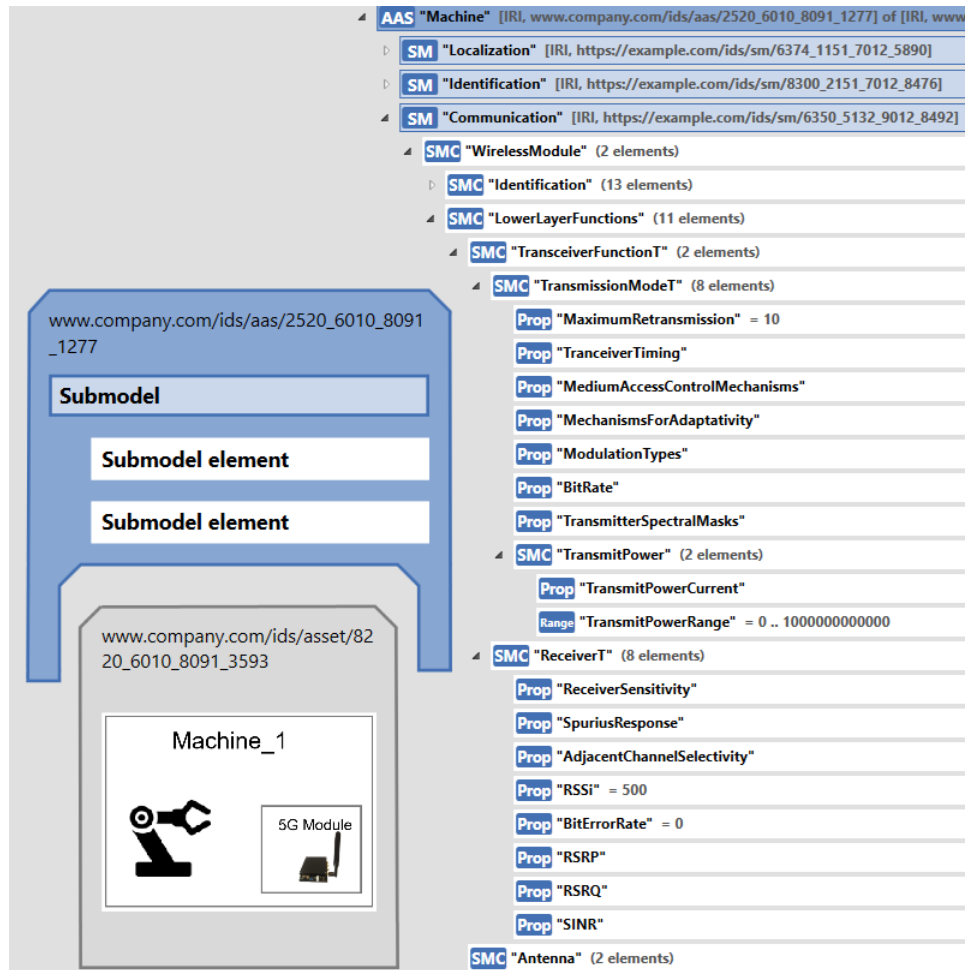 AAS "Machine" [IRI, www.company.com/ids/aas/2520_6010_8091_1277] of [IRI, www
SM "Localization" [IRI, https://example.com/ids/sm/6374_1151_7012_5890]
SM "Identification" [IRI, https://example.com/ids/sm/8300_2151_7012_8476]
SM "Communication" [IRI, https://example.com/ids/sm/6350_5132_9012_8492]
SMC "WirelessModule" (2 elements)
SMC "Identification" (13 elements)
SMC "LowerLayerFunctions" (11 elements)
SMC "TransceiverFunctionT" (2 elements)
SMC "TransmissionModeT" (8 elements)
Prop "MaximumRetransmission" = 10
Prop "TranceiverTiming"
Prop "MediumAccessControlMechanisms"
Prop "MechanismsForAdaptativity"
Prop "ModulationTypes"
Prop "BitRate"
Prop "TransmitterSpectralMasks"
SMC "TransmitPower" (2 elements)
Prop "TransmitPowerCurrent"
Range "TransmitPowerRange" = 0 .. 1000000000000
SMC "ReceiverT" (8 elements)
Prop "ReceiverSensitivity"
Prop "SpuriusResponse"
Prop "AdjacentChannelSelectivity"
Prop "RSSi" = 500
Prop "BitErrorRate" = 0
Prop "RSRP"
Prop "RSRQ"
Prop "SINR"
SMC "Antenna" (2 elements)
www.company.com/ids/aas/2520_6010_8091
_1277
Submodel
Submodel element
Submodel element
www.company.com/ids/asset/82
20_6010_8091_3593
Machine_1
5G Module